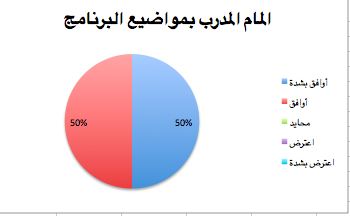 المام المدرب بمواضيع البرنامج
50%
50%
أوافق بشدة
أوافق
محايد
اعترض
اعترض بشدة